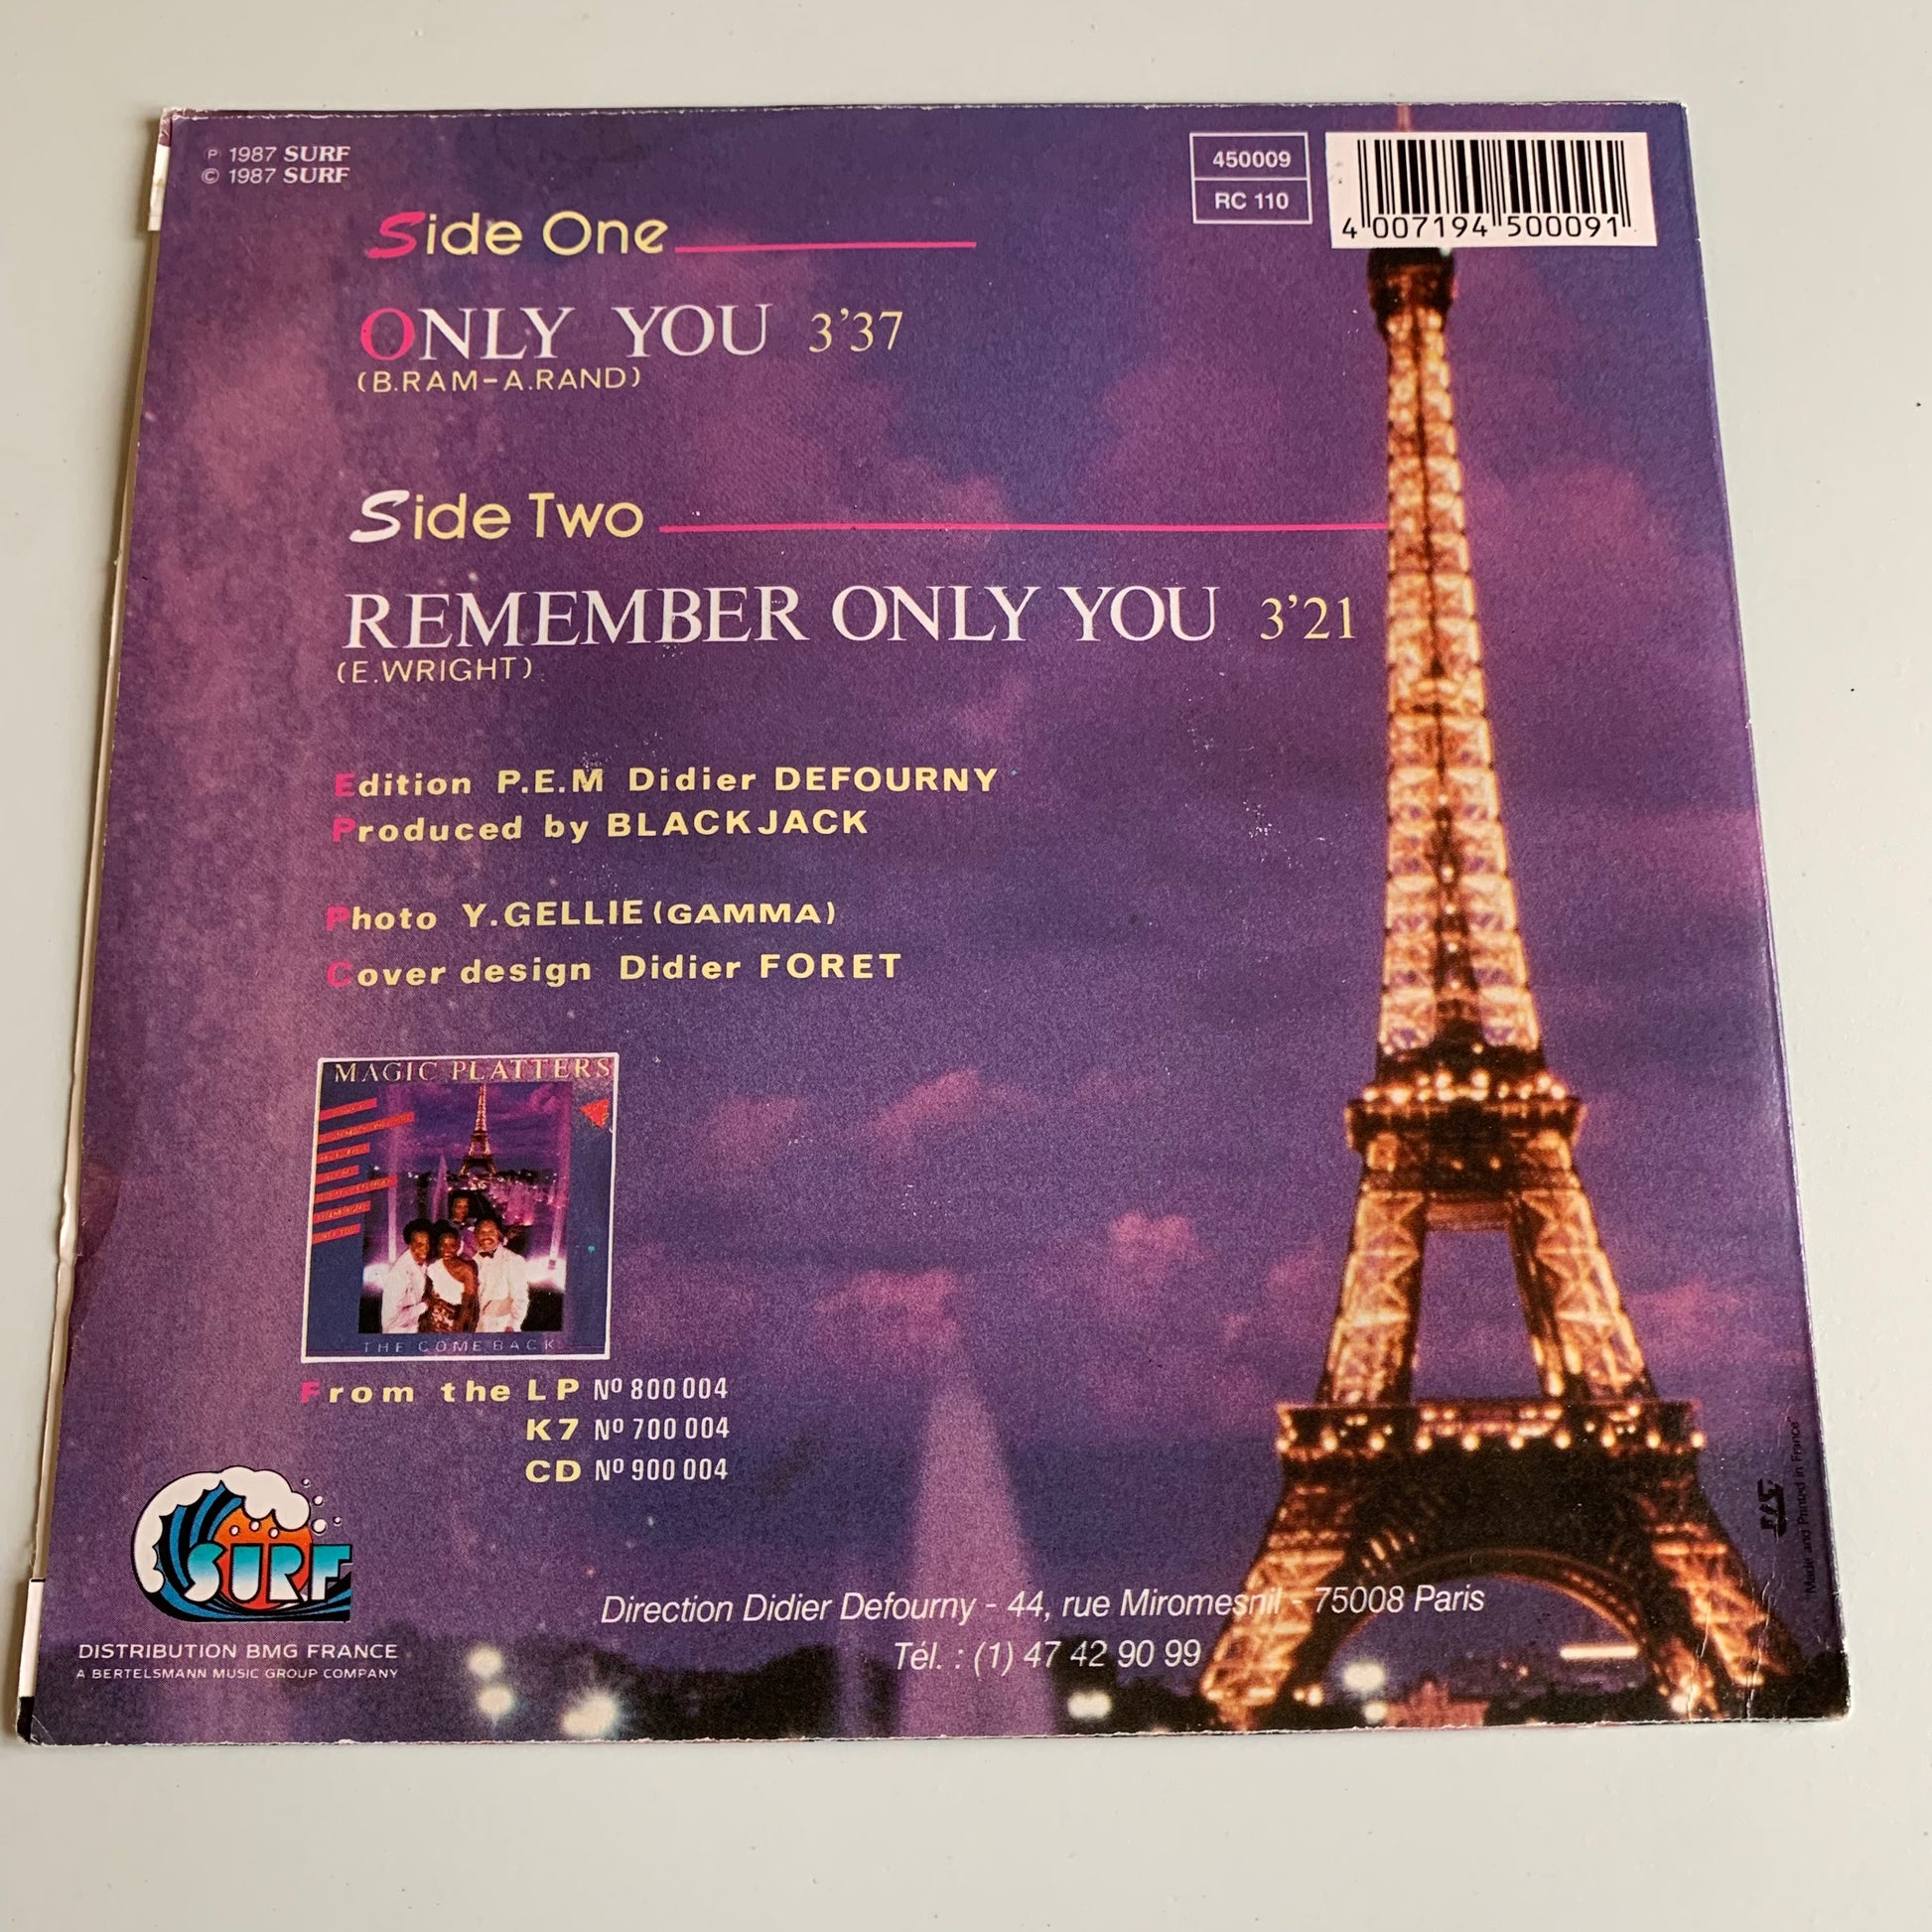 ℗ 1987 SURF
© 1987 SURF
450009
RC 110
4 007194 500091
Side One
ONLY YOU 3'37
(B.RAM-A.RAND)
Side Two
REMEMBER ONLY YOU 3'21
(E.WRIGHT)
Edition P.E.M Didier DEFOURNY
Produced by BLACK JACK
Photo Y.GELLIE (GAMMA)
Cover design Didier FORET
MAGIC PLATTERS
THE COME BACK
From the LP Nº 800 004
K7 Nº 700 004
CD Nº 900 004
SURF
DISTRIBUTION BMG FRANCE
A BERTELSMANN MUSIC GROUP COMPANY
Direction Didier Defourny - 44, rue Miromesnil - 75008 Paris
Tél. : (1) 47 42 90 99
"Made and Printed in France"